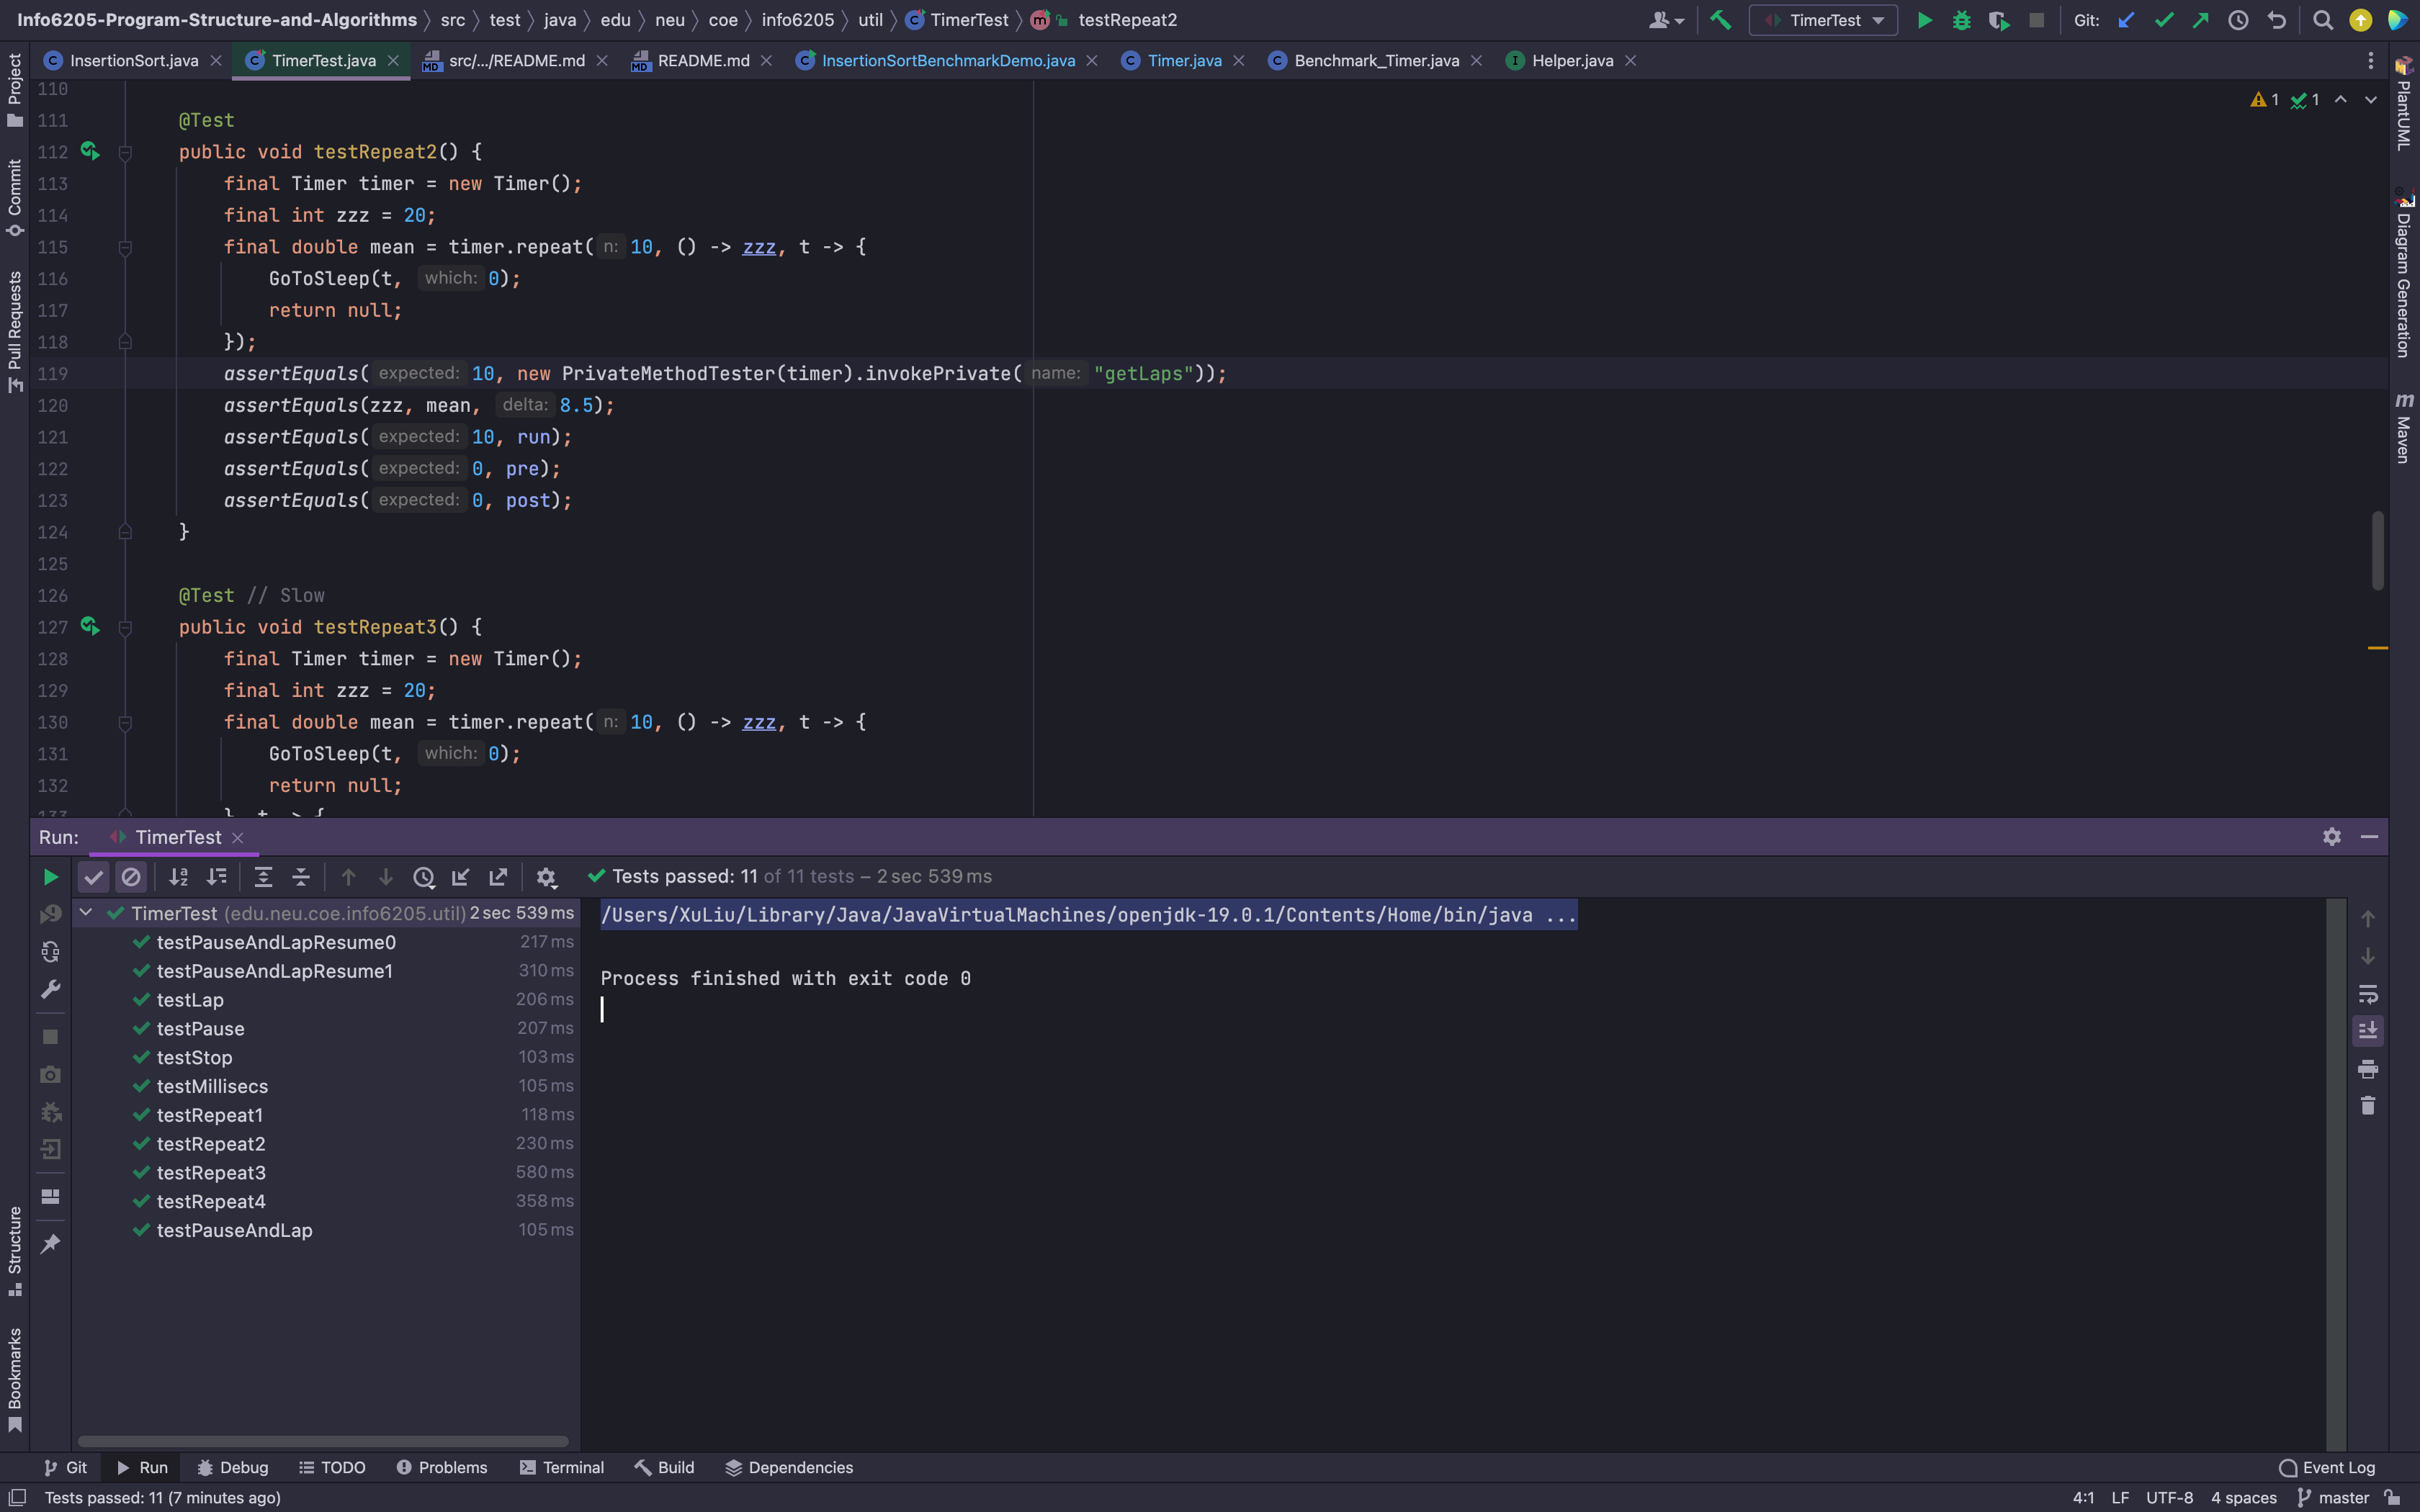 Info6205-Program-Structure-and-Algorithms 〉 src 〉 test 〉 java 〉 edu 〉 neu 〉 coe 〉 info6205 〉 util 〉 TimerTest 〉 testRepeat2 TimerTest Git:
InsertionSort.java TimerTest.java src/.../README.md README.md InsertionSortBenchmarkDemo.java Timer.java Benchmark_Timer.java Helper.java
Project
Commit
Pull Requests
Structure
Bookmarks
1 1
110
111 @Test
112 public void testRepeat2() {
113 final Timer timer = new Timer();
114 final int zzz = 20;
115 final double mean = timer.repeat( n: 10, () -> zzz, t -> {
116 GoToSleep(t, which: 0);
117 return null;
118 });
119 assertEquals( expected: 10, new PrivateMethodTester(timer).invokePrivate( name: "getLaps"));
120 assertEquals(zzz, mean, delta: 8.5);
121 assertEquals( expected: 10, run);
122 assertEquals( expected: 0, pre);
123 assertEquals( expected: 0, post);
124 }
125
126 @Test // Slow
127 public void testRepeat3() {
128 final Timer timer = new Timer();
129 final int zzz = 20;
130 final double mean = timer.repeat( n: 10, () -> zzz, t -> {
131 GoToSleep(t, which: 0);
132 return null;
PlantUML
Diagram Generation
Maven
Run: TimerTest
Tests passed: 11 of 11 tests – 2 sec 539 ms
TimerTest (edu.neu.coe.info6205.util) 2 sec 539 ms
testPauseAndLapResume0 217 ms
testPauseAndLapResume1 310 ms
testLap 206 ms
testPause 207 ms
testStop 103 ms
testMillisecs 105 ms
testRepeat1 118 ms
testRepeat2 230 ms
testRepeat3 580 ms
testRepeat4 358 ms
testPauseAndLap 105 ms
/Users/XuLiu/Library/Java/JavaVirtualMachines/openjdk-19.0.1/Contents/Home/bin/java ...
Process finished with exit code 0
Git Run Debug TODO Problems Terminal Build Dependencies Event Log
Tests passed: 11 (7 minutes ago) 4:1 LF UTF-8 4 spaces master